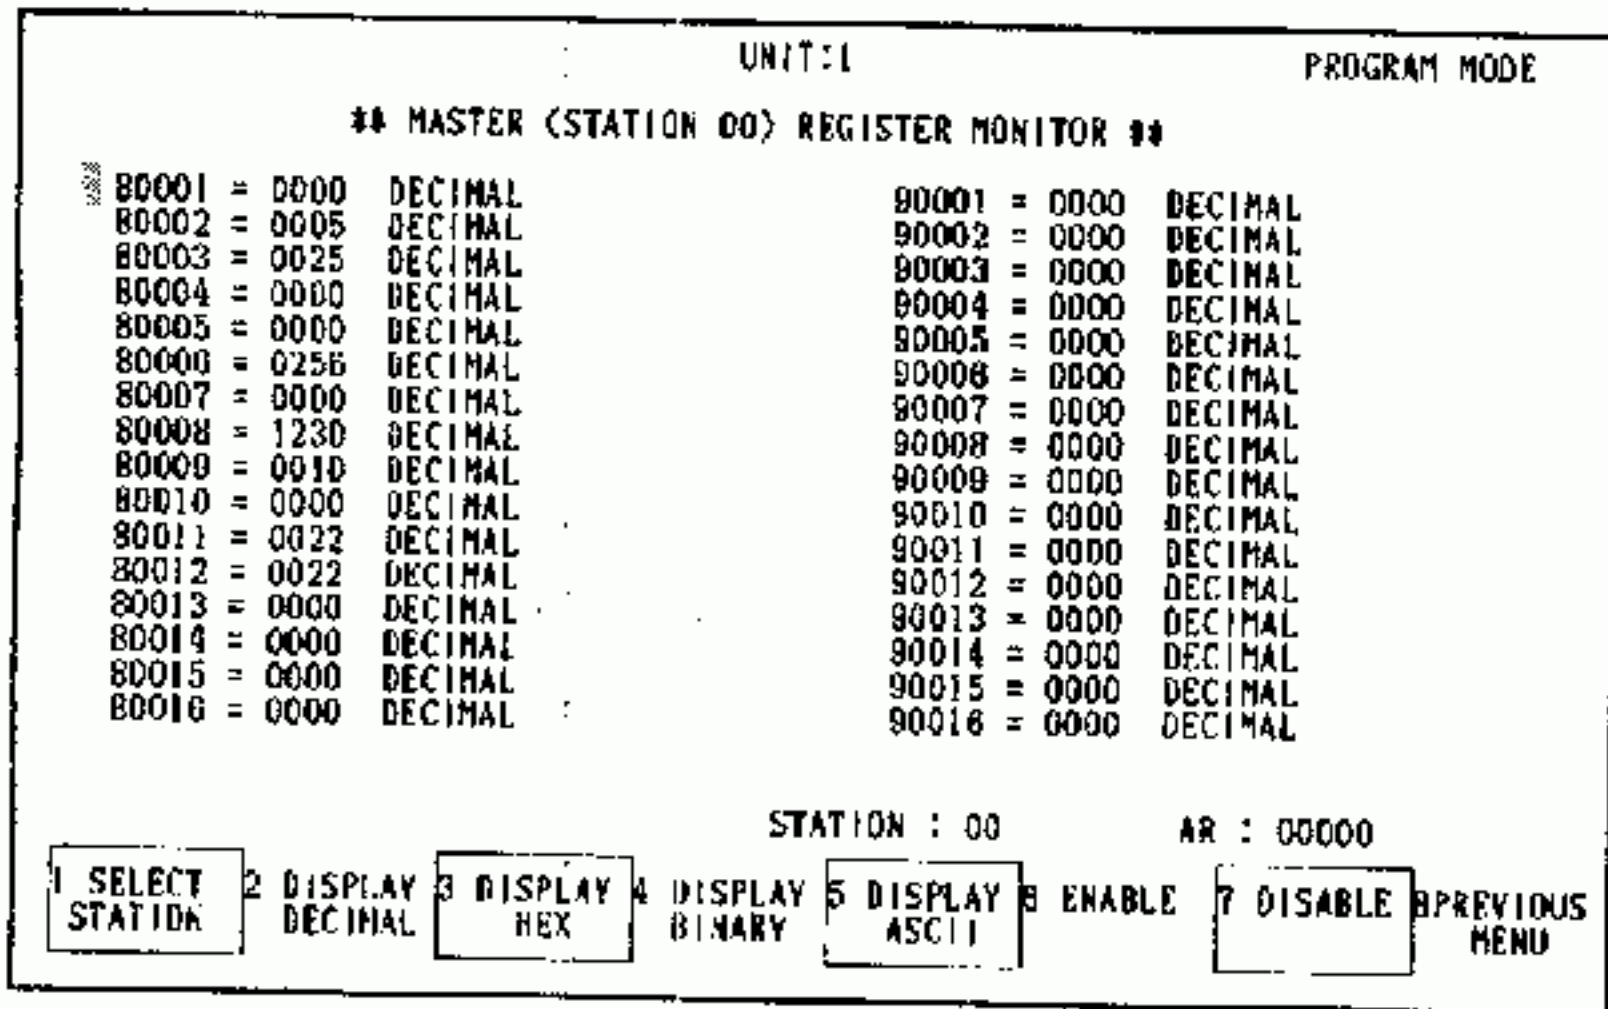 UNIT:1
PROGRAM MODE
** MASTER (STATION 00) REGISTER MONITOR **
80001 = 0000 DECIMAL 90001 = 0000 DECIMAL
80002 = 0005 DECIMAL 90002 = 0000 DECIMAL
80003 = 0025 DECIMAL 90003 = 0000 DECIMAL
80004 = 0000 DECIMAL 90004 = 0000 DECIMAL
80005 = 0000 DECIMAL 90005 = 0000 DECIMAL
80006 = 0256 DECIMAL 90006 = 0000 DECIMAL
80007 = 0000 DECIMAL 90007 = 0000 DECIMAL
80008 = 1230 DECIMAL 90008 = 0000 DECIMAL
80009 = 0010 DECIMAL 90009 = 0000 DECIMAL
80010 = 0000 DECIMAL 90010 = 0000 DECIMAL
80011 = 0022 DECIMAL 90011 = 0000 DECIMAL
80012 = 0022 DECIMAL 90012 = 0000 DECIMAL
80013 = 0000 DECIMAL 90013 = 0000 DECIMAL
80014 = 0000 DECIMAL 90014 = 0000 DECIMAL
80015 = 0000 DECIMAL 90015 = 0000 DECIMAL
80016 = 0000 DECIMAL 90016 = 0000 DECIMAL
STATION : 00 AR : 00000
1 SELECT STATION
2 DISPLAY DECIMAL
3 DISPLAY HEX
4 DISPLAY BINARY
5 DISPLAY ASCII
6 ENABLE
7 DISABLE
8PREVIOUS MENU